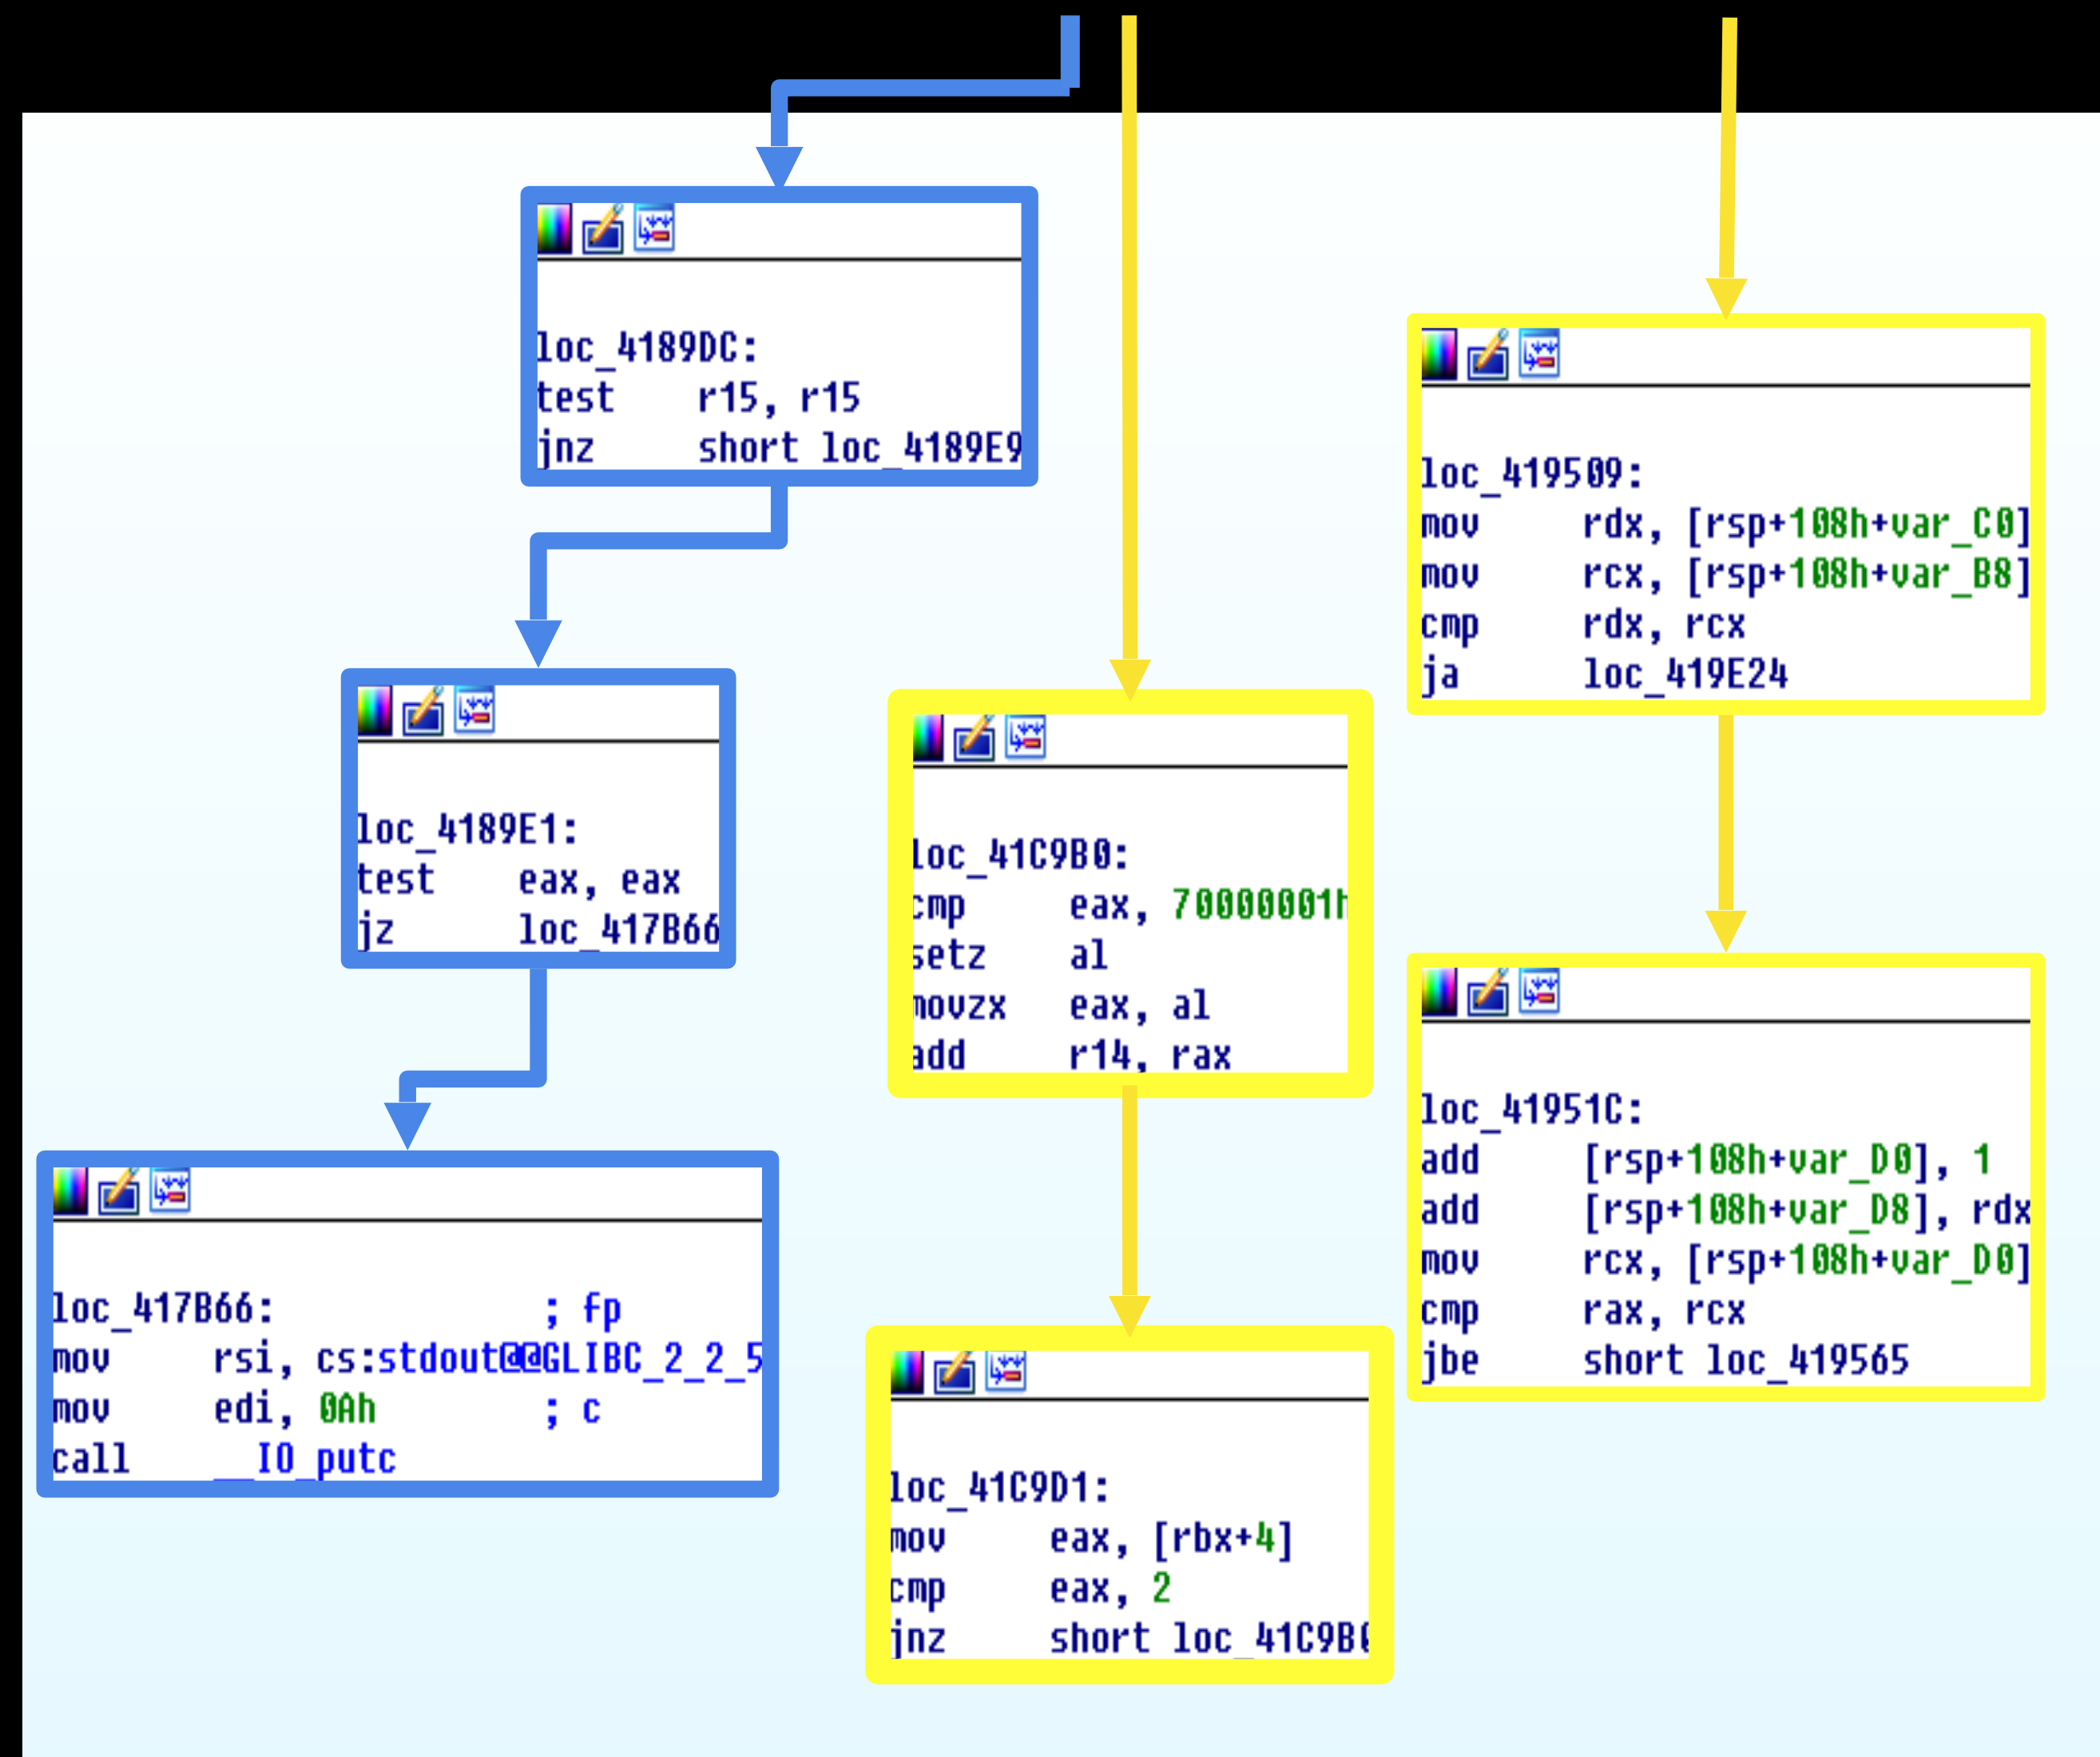 loc_4189DC:
test r15, r15
jnz short loc_4189E9
loc_4189E1:
test eax, eax
jz loc_417B66
loc_417B66: ; fp
mov rsi, cs:stdout@@GLIBC_2_2_5
mov edi, 0Ah ; c
call __IO_putc
loc_41C9B0:
cmp eax, 70000001h
setz al
movzx eax, al
add r14, rax
loc_41C9D1:
mov eax, [rbx+4]
cmp eax, 2
jnz short loc_41C9B0
loc_419509:
mov rdx, [rsp+108h+var_C0]
mov rcx, [rsp+108h+var_B8]
cmp rdx, rcx
ja loc_419E24
loc_41951C:
add [rsp+108h+var_D0], 1
add [rsp+108h+var_D8], rdx
mov rcx, [rsp+108h+var_D0]
cmp rax, rcx
jbe short loc_419565